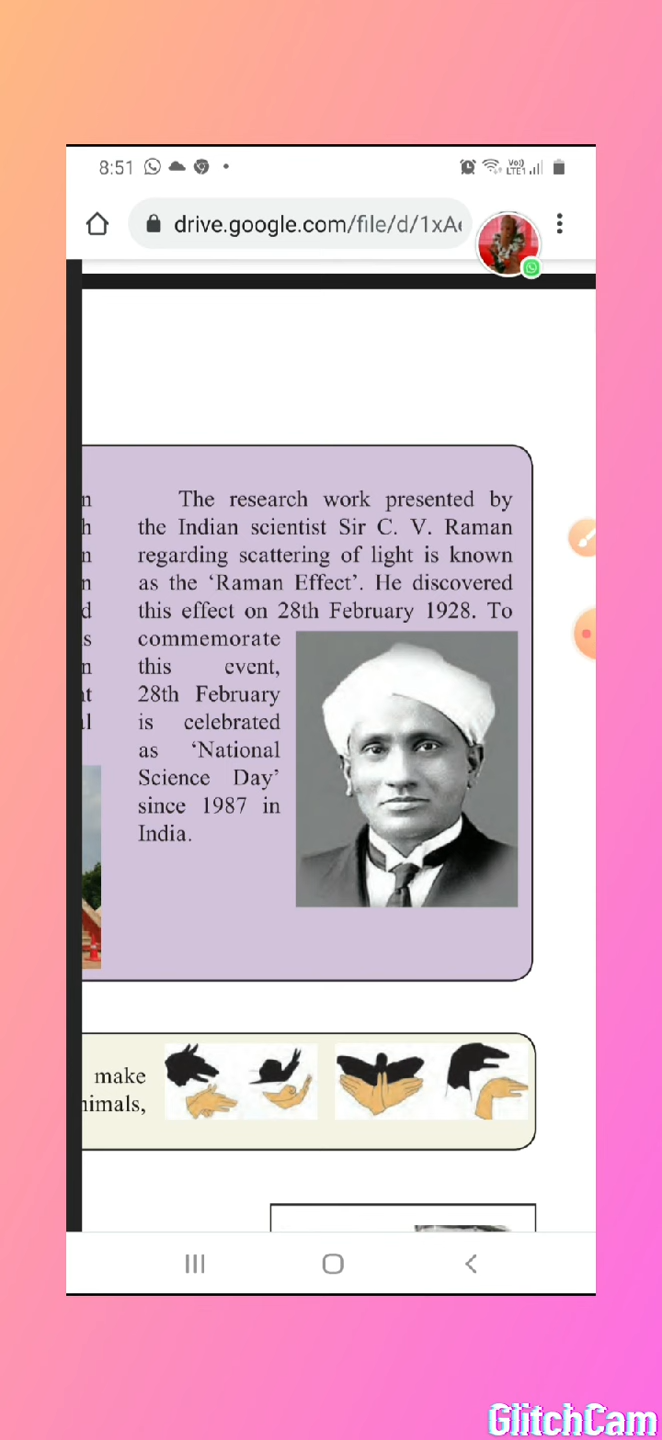 8:51
Vo))
LTE1
drive.google.com/file/d/1xA
The research work presented by
the Indian scientist Sir C. V. Raman
regarding scattering of light is known
as the ‘Raman Effect’. He discovered
this effect on 28th February 1928. To
commemorate
this event,
28th February
is celebrated
as ‘National
Science Day’
since 1987 in
India.
make
GlitchCam